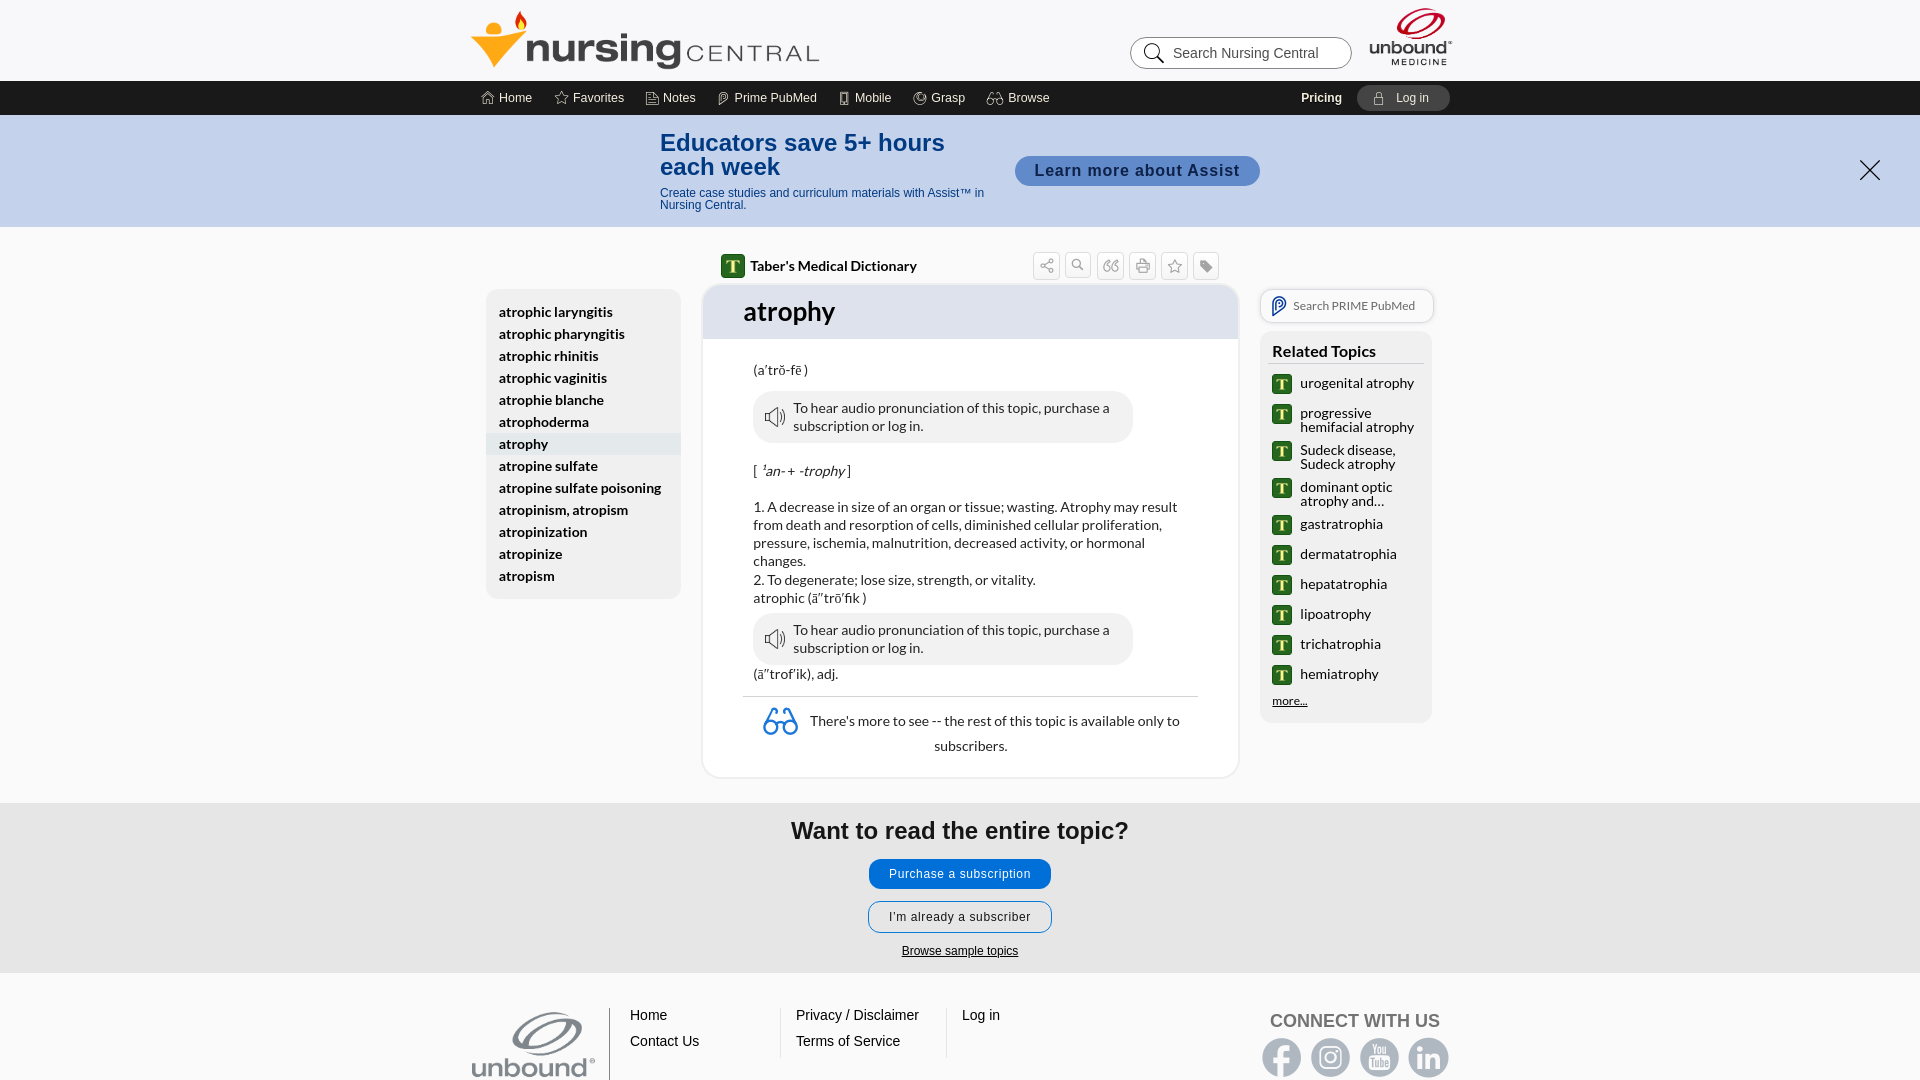 nursing CENTRAL
Search Nursing Central
unbound®
MEDICINE
Home
Favorites
Notes
Prime PubMed
Mobile
Grasp
Browse
Pricing
Log in
Educators save 5+ hours
each week
Create case studies and curriculum materials with Assist™ in
Nursing Central.
Learn more about Assist
T Taber's Medical Dictionary
atrophic laryngitis
atrophic pharyngitis
atrophic rhinitis
atrophic vaginitis
atrophie blanche
atrophoderma
atrophy
atropine sulfate
atropine sulfate poisoning
atropinism, atropism
atropinization
atropinize
atropism
atrophy
(a′trŏ-fē )
To hear audio pronunciation of this topic, purchase a
subscription or log in.
[ ¹an- + -trophy ]
1. A decrease in size of an organ or tissue; wasting. Atrophy may result
from death and resorption of cells, diminished cellular proliferation,
pressure, ischemia, malnutrition, decreased activity, or hormonal
changes.
2. To degenerate; lose size, strength, or vitality.
atrophic (ā″trō′fik )
To hear audio pronunciation of this topic, purchase a
subscription or log in.
(ā″trof′ik), adj.
There's more to see -- the rest of this topic is available only to
subscribers.
Search PRIME PubMed
Related Topics
T urogenital atrophy
T progressive
hemifacial atrophy
T Sudeck disease,
Sudeck atrophy
T dominant optic
atrophy and...
T gastratrophia
T dermatatrophia
T hepatatrophia
T lipoatrophy
T trichatrophia
T hemiatrophy
more...
Want to read the entire topic?
Purchase a subscription
I’m already a subscriber
Browse sample topics
unbound®
Home
Contact Us
Privacy / Disclaimer
Terms of Service
Log in
CONNECT WITH US
f
You
Tube
in